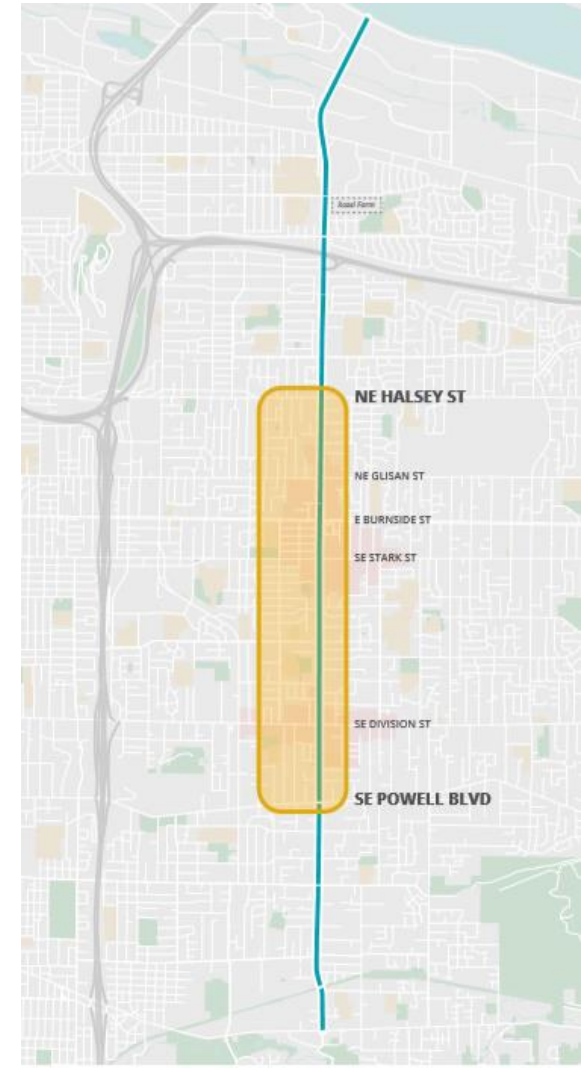 NE HALSEY ST
NE GLISAN ST
E BURNSIDE ST
SE STARK ST
SE DIVISION ST
SE POWELL BLVD